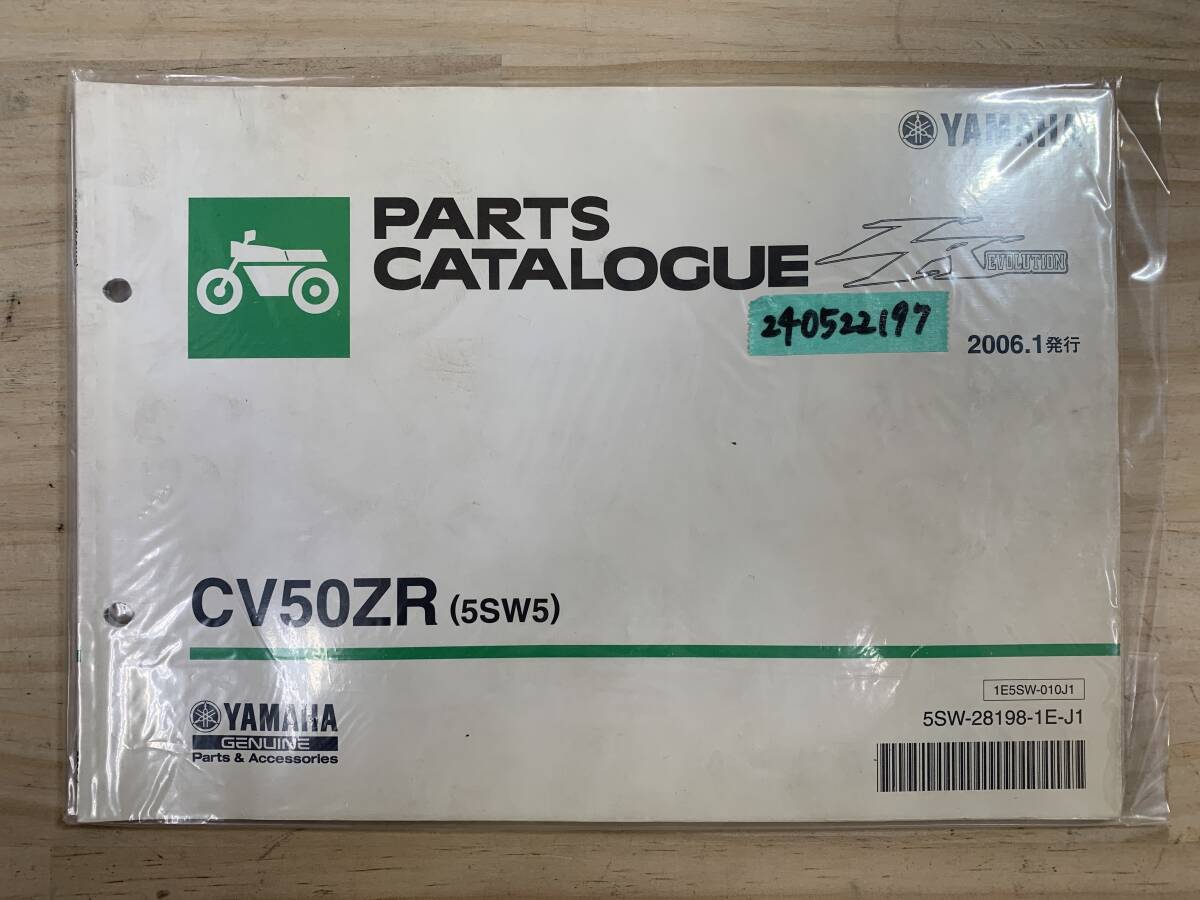 YAMAHA
PARTS
CATALOGUE
EVOLUTION
240522197
2006.1発行
CV50ZR (5SW5)
1E5SW-010J1
YAMAHA
GENUINE
Parts & Accessories
5SW-28198-1E-J1